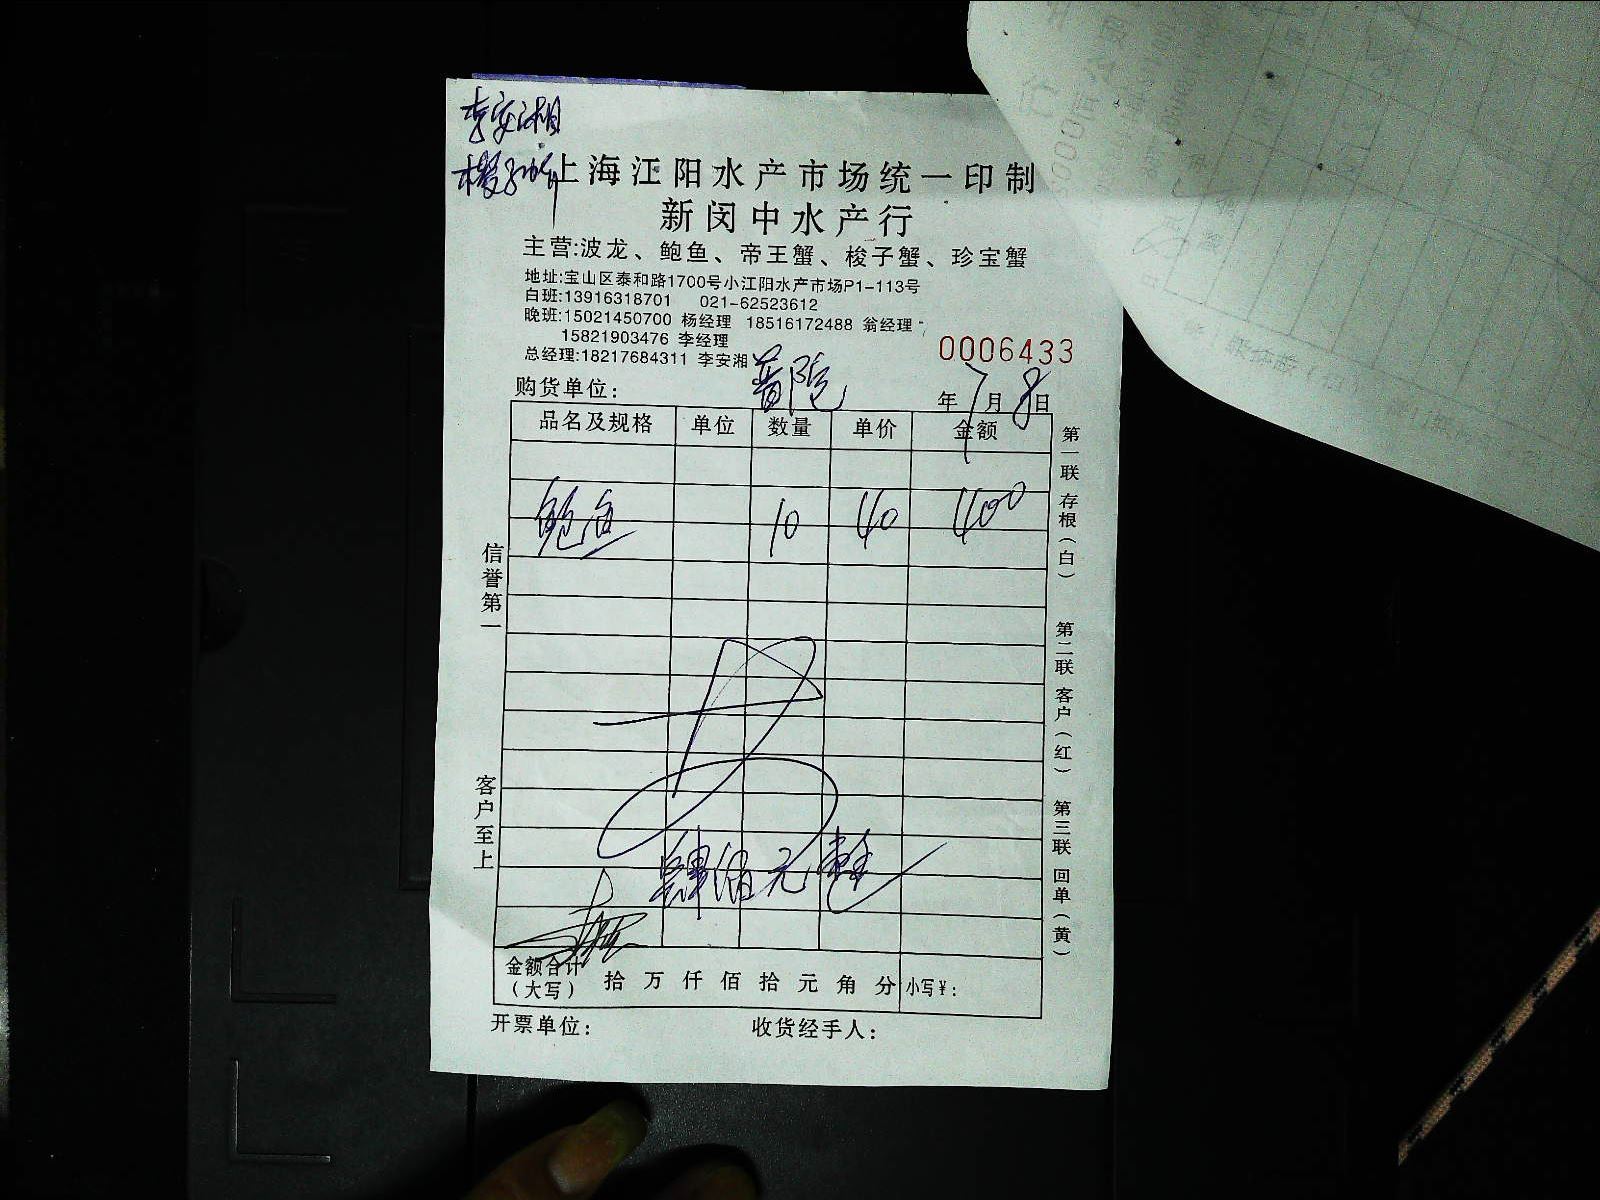 李安湘
上海江阳水产市场统一印制
新闵中水产行
主营:波龙、鲍鱼、帝王蟹、梭子蟹、珍宝蟹
地址:宝山区泰和路1700号小江阳水产市场P1-113号
白班:13916318701 021-62523612
晚班:15021450700 杨经理 18516172488 翁经理
15821903476 李经理
总经理:18217684311 李安湘
0006433
购货单位: 普陀 年7月8日
品名及规格 单位 数量 单价 金额
鲍鱼 10 40 400
肆佰元整
金额合计(大写) 拾 万 仟 佰 拾 元 角 分 小写¥:
开票单位: 收货经手人:
信誉第一
客户至上
第一联 存根(白)
第二联 客户(红)
第三联 回单(黄)